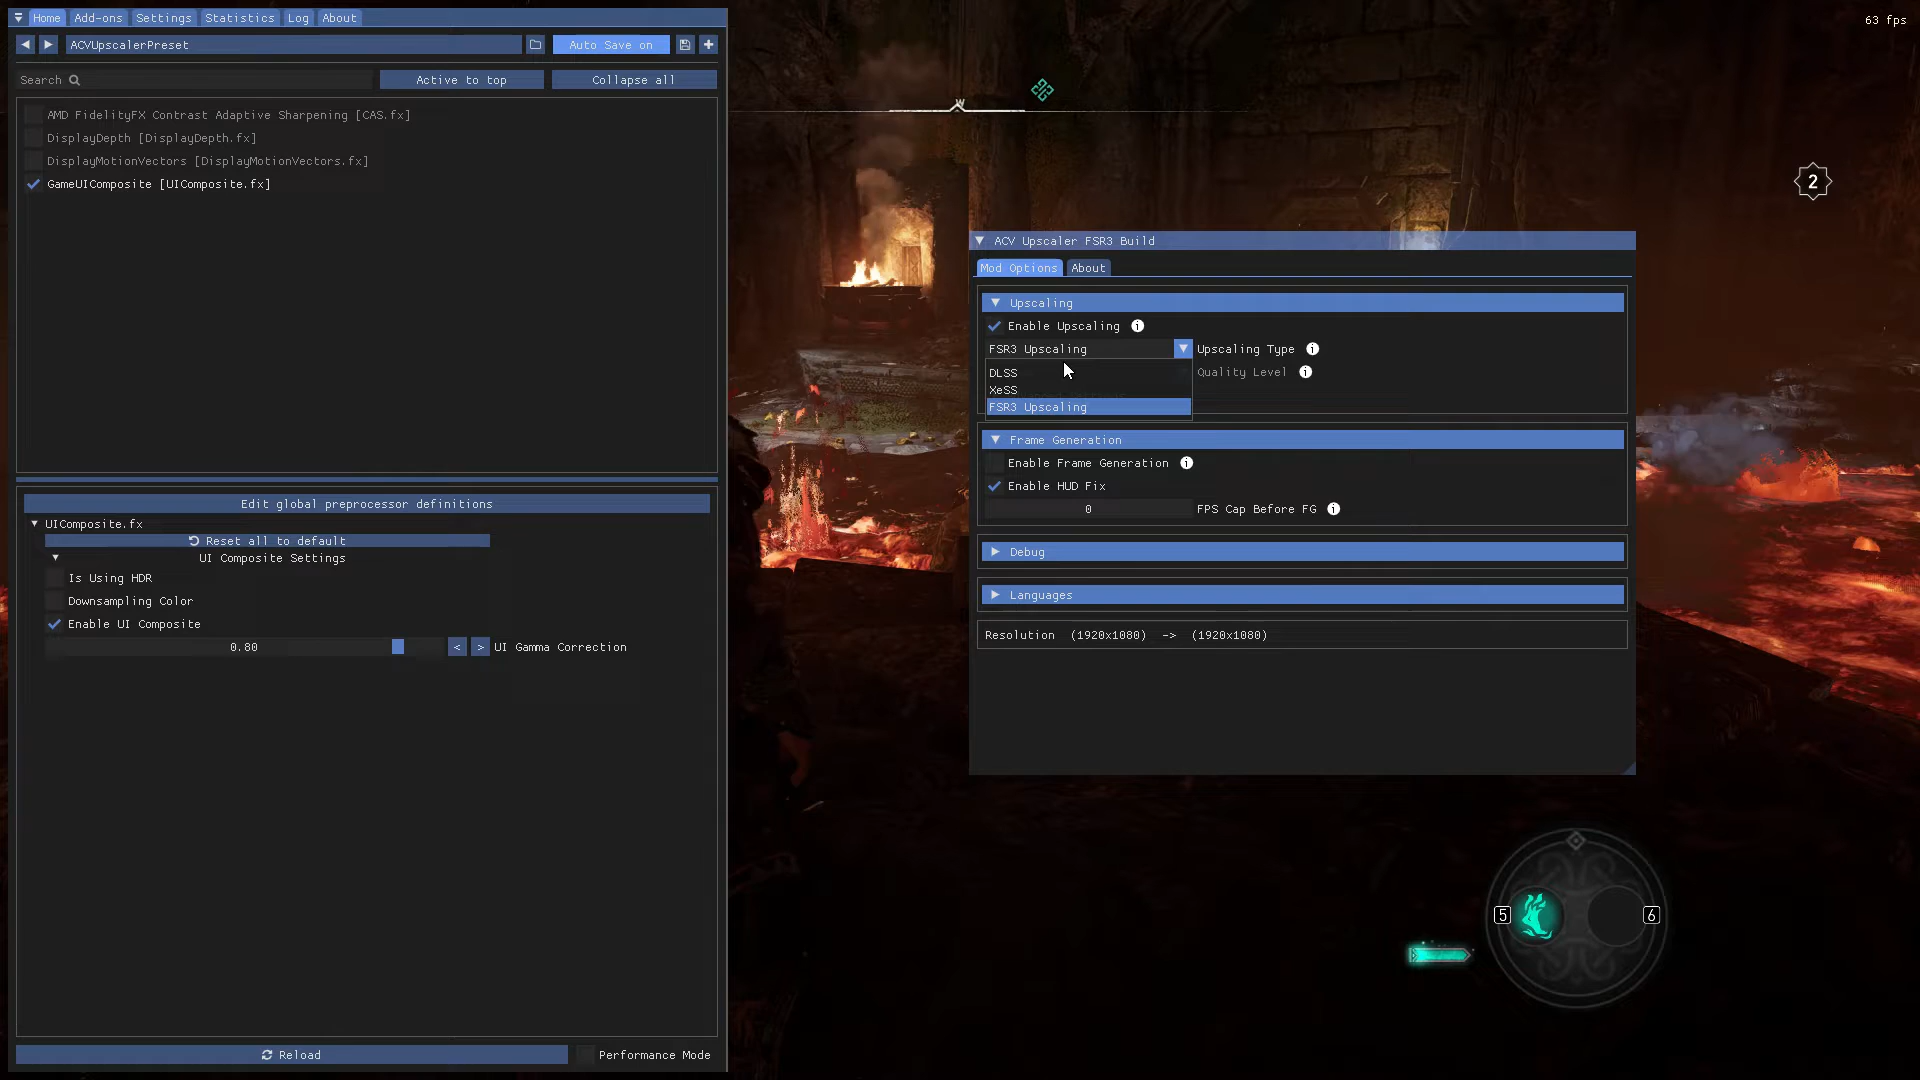 Home Add-ons Settings Statistics Log About
63 fps
ACVUpscalerPreset Auto Save on
Search Active to top Collapse all
AMD FidelityFX Contrast Adaptive Sharpening [CAS.fx]
DisplayDepth [DisplayDepth.fx]
DisplayMotionVectors [DisplayMotionVectors.fx]
GameUIComposite [UIComposite.fx]
W
2
ACV Upscaler FSR3 Build
Mod Options About
Upscaling
Enable Upscaling
FSR3 Upscaling Upscaling Type
DLSS Quality Level
XeSS
FSR3 Upscaling
Frame Generation
Enable Frame Generation
Enable HUD Fix
0 FPS Cap Before FG
Debug
Languages
Resolution (1920x1080) -> (1920x1080)
Edit global preprocessor definitions
UIComposite.fx
Reset all to default
UI Composite Settings
Is Using HDR
Downsampling Color
Enable UI Composite
0.80 < > UI Gamma Correction
5 6
Reload Performance Mode